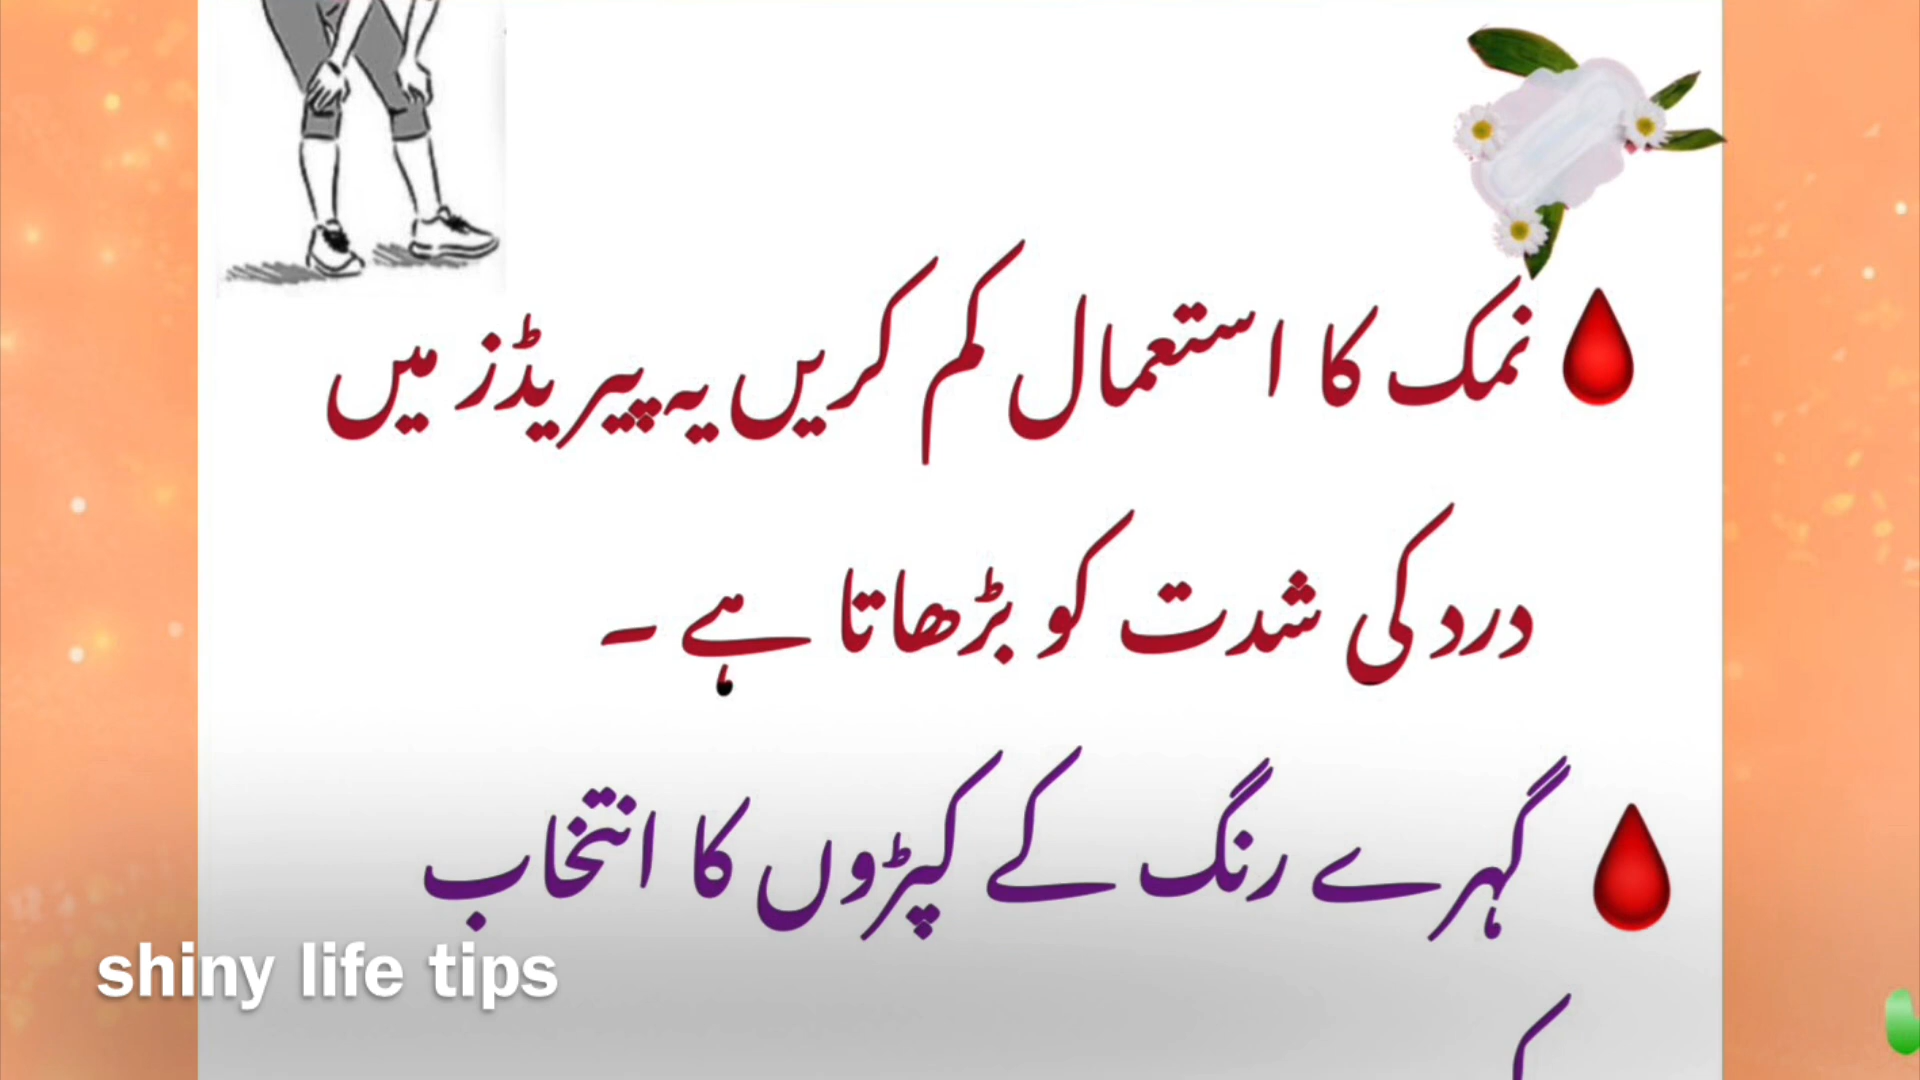 نمک کا استعمال کم کریں یہ پیریڈز میں
درد کی شدت کو بڑھاتا ہے ۔
گہرے رنگ کے کپڑوں کا انتخاب
shiny life tips